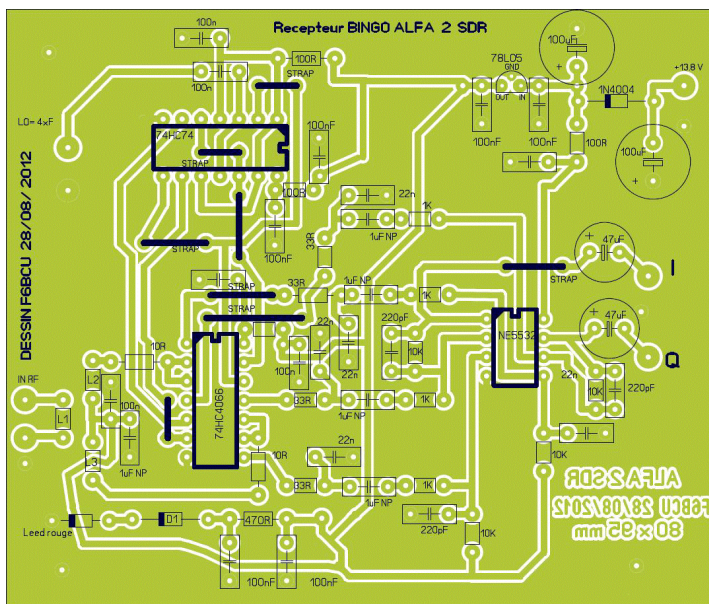 100n
Recepteur BINGO ALFA 2 SDR
100uF
78L05
GND
OUT
IN
+13.8 V
1N4004
100R
STRAP
100n
LO= 4xF
74HC74
STRAP
100nF
100nF
100nF
100R
100uF
100R
22n
1K
1uF NP
33R
100nF
STRAP
47uF
I
STRAP
STRAP
33R
1uF NP
1K
STRAP
DESSIN F6BCU 28/08/ 2012
10R
22n
220pF
10K
NE5532
47uF
Q
22n
10K
220pF
IN RF
L2
L1
100n
L3
1uF NP
74HC4066
100n
22n
33R
1uF NP
1K
10R
22n
33R
1uF NP
1K
10K
ALFA 2 SDR
F6BCU 28/08/2012
80 x 95 mm
Leed rouge
D1
470R
220pF
10K
100nF
100nF